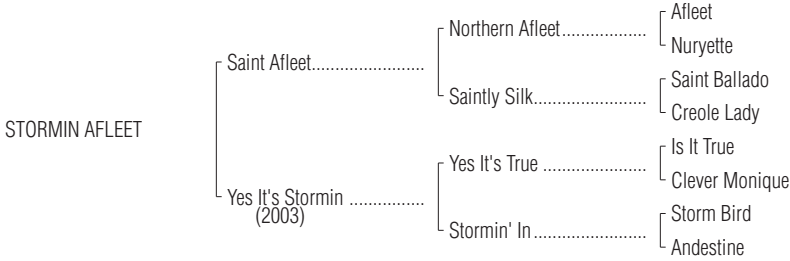 Afleet
Northern Afleet..................
Nuryette
Saint Afleet........................
Saint Ballado
Saintly Silk........................
Creole Lady
STORMIN AFLEET
Is It True
Yes It's True ......................
Clever Monique
Yes It's Stormin ................
(2003)
Storm Bird
Stormin' In........................
Andestine